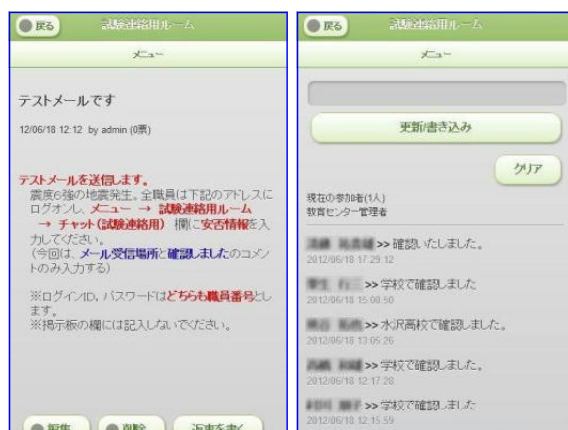 戻る
試験連絡用ルーム
メニュー
テストメールです
12/06/18 12:12 by admin (0票)
テストメールを送信します。
震度6強の地震発生。全職員は下記のアドレスに
ログオンし、メニュー → 試験連絡用ルーム
→ チャット(試験連絡用) 欄に安否情報を入
力してください。
(今回は、メール受信場所と確認しましたのコメン
トのみ入力する)
※ログインID, パスワードはどちらも職員番号とし
ます。
※掲示板の欄には記入しないでください。
編集
削除
返事を書く
戻る
試験連絡用ルーム
メニュー
更新/書き込み
クリア
現在の参加者(1人)
教育センター管理者
>> 確認いたしました。
2012/06/18 17:29:12
>> 学校で確認しました
2012/06/18 15:08:50
>> 水沢高校で確認しました。
2012/06/18 13:05:26
>> 学校で確認しました。
2012/06/18 12:17:28
>> 学校で確認しました
2012/06/18 12:15:59